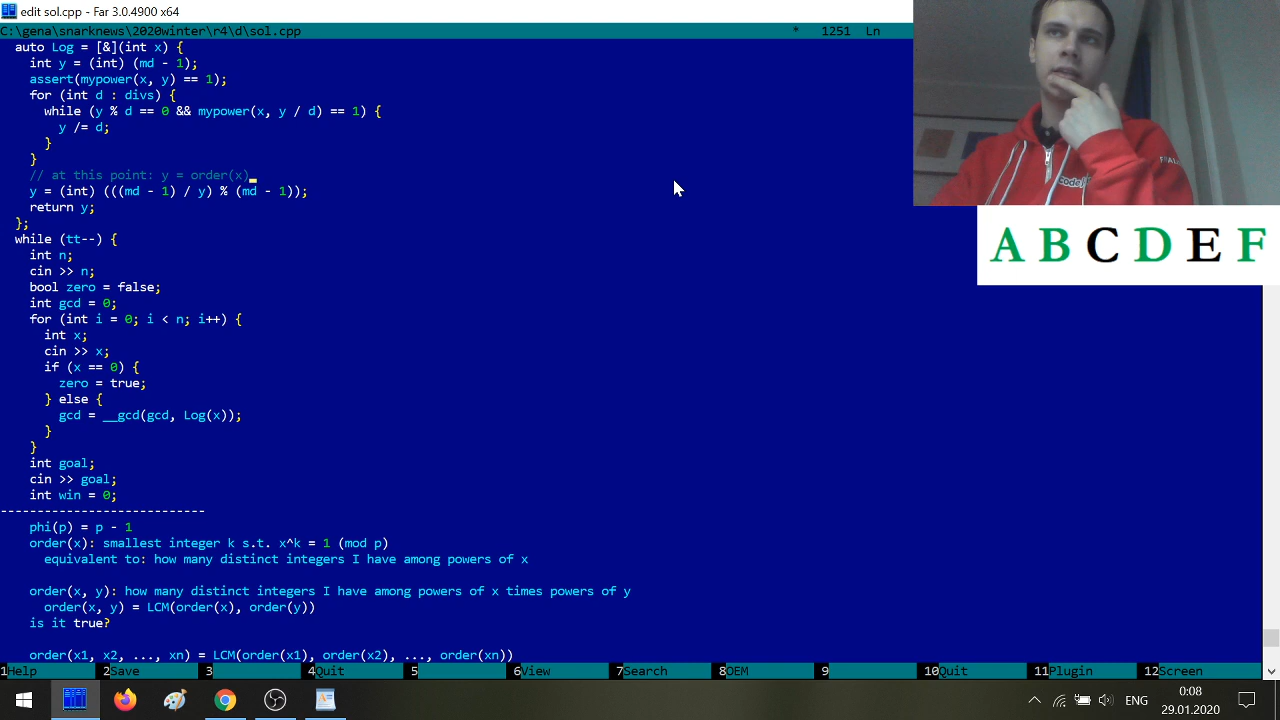 edit sol.cpp - Far 3.0.4900 x64
C:\gena\snarknews\2020winter\r4\d\sol.cpp * 1251 Ln
auto Log = [&](int x) {
int y = (int) (md - 1);
assert(mypower(x, y) == 1);
for (int d : divs) {
while (y % d == 0 && mypower(x, y / d) == 1) {
y /= d;
}
}
// at this point: y = order(x)
y = (int) (((md - 1) / y) % (md - 1));
return y;
};
while (tt--) {
int n;
cin >> n;
bool zero = false;
int gcd = 0;
for (int i = 0; i < n; i++) {
int x;
cin >> x;
if (x == 0) {
zero = true;
} else {
gcd = __gcd(gcd, Log(x));
}
}
int goal;
cin >> goal;
int win = 0;
---------------------------
phi(p) = p - 1
order(x): smallest integer k s.t. x^k = 1 (mod p)
equivalent to: how many distinct integers I have among powers of x
order(x, y): how many distinct integers I have among powers of x times powers of y
order(x, y) = LCM(order(x), order(y))
is it true?
order(x1, x2, ..., xn) = LCM(order(x1), order(x2), ..., order(xn))
1Help 2Save 3 4Quit 5 6View 7Search 8OEM 9 10Quit 11Plugin 12Screen
A B C D E F
Code
ENG
0:08
29.01.2020